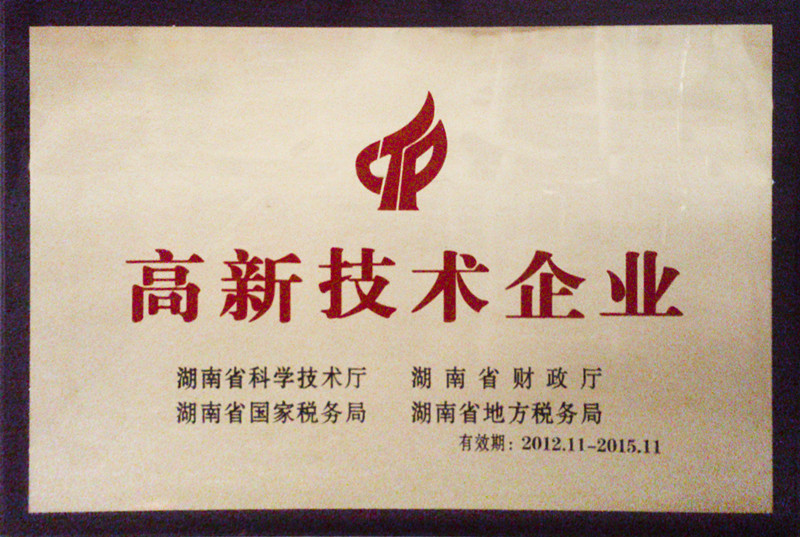 高新技术企业
湖南省科学技术厅 湖南省财政厅
湖南省国家税务局 湖南省地方税务局
有效期: 2012.11-2015.11